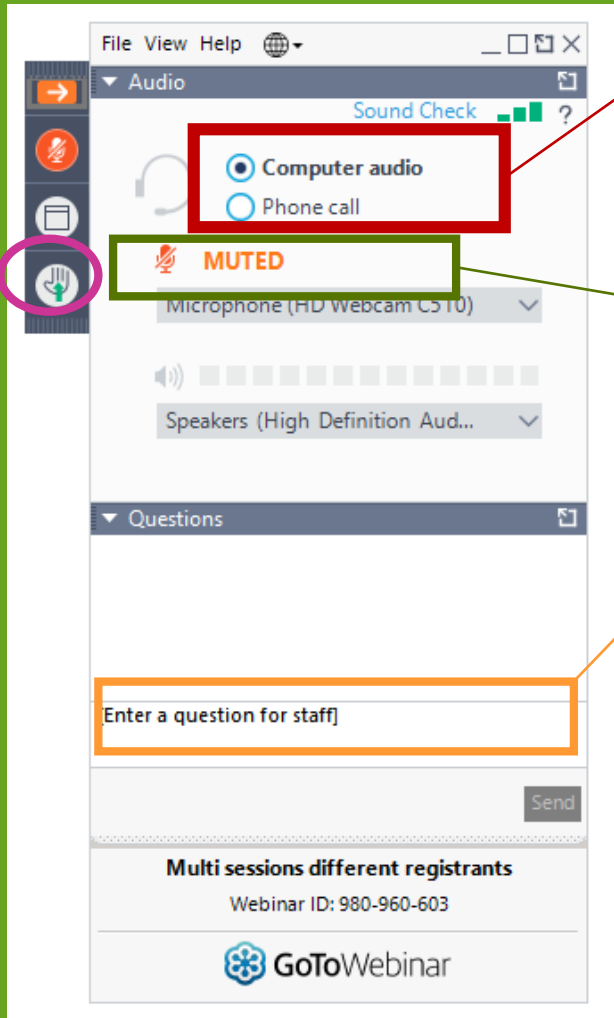 File View Help
Audio
Sound Check ?
Computer audio
Phone call
MUTED
Microphone (HD Webcam C510)
Speakers (High Definition Aud...
Questions
[Enter a question for staff]
Send
Multi sessions different registrants
Webinar ID: 980-960-603
GoToWebinar